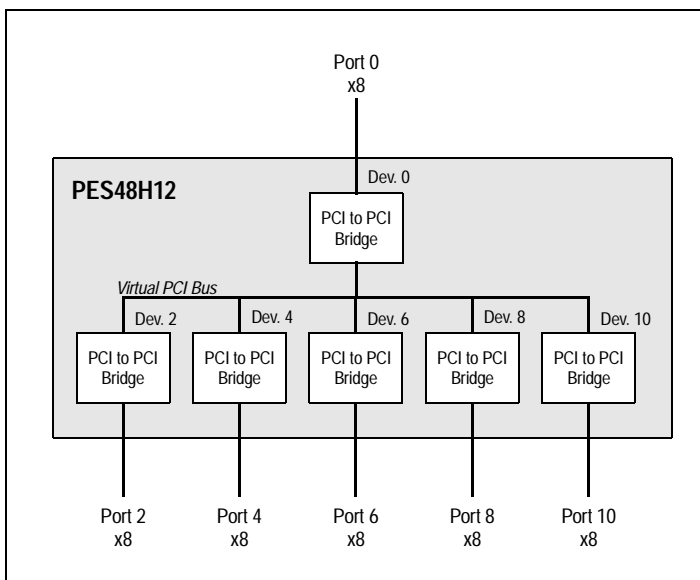 Port 0
x8
Dev. 0
PES48H12
PCI to PCI
Bridge
Virtual PCI Bus
Dev. 2
Dev. 4
Dev. 6
Dev. 8
Dev. 10
PCI to PCI
Bridge
PCI to PCI
Bridge
PCI to PCI
Bridge
PCI to PCI
Bridge
PCI to PCI
Bridge
Port 2
x8
Port 4
x8
Port 6
x8
Port 8
x8
Port 10
x8